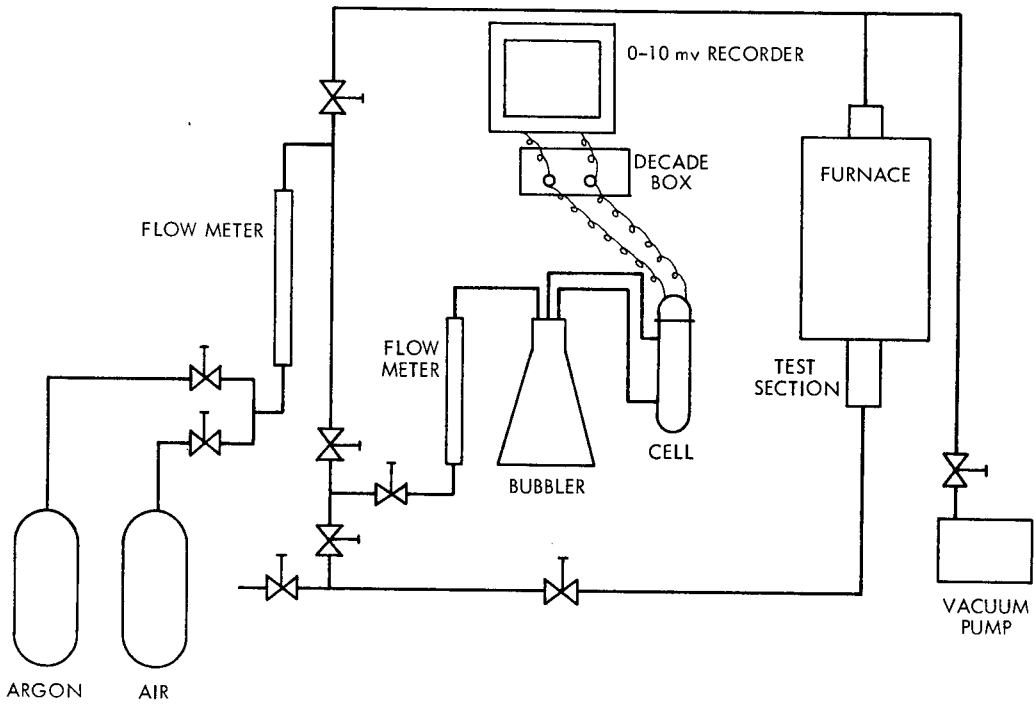 0-10 mv RECORDER
DECADE
BOX
FURNACE
FLOW METER
FLOW
METER
TEST
SECTION
CELL
BUBBLER
VACUUM
PUMP
ARGON
AIR